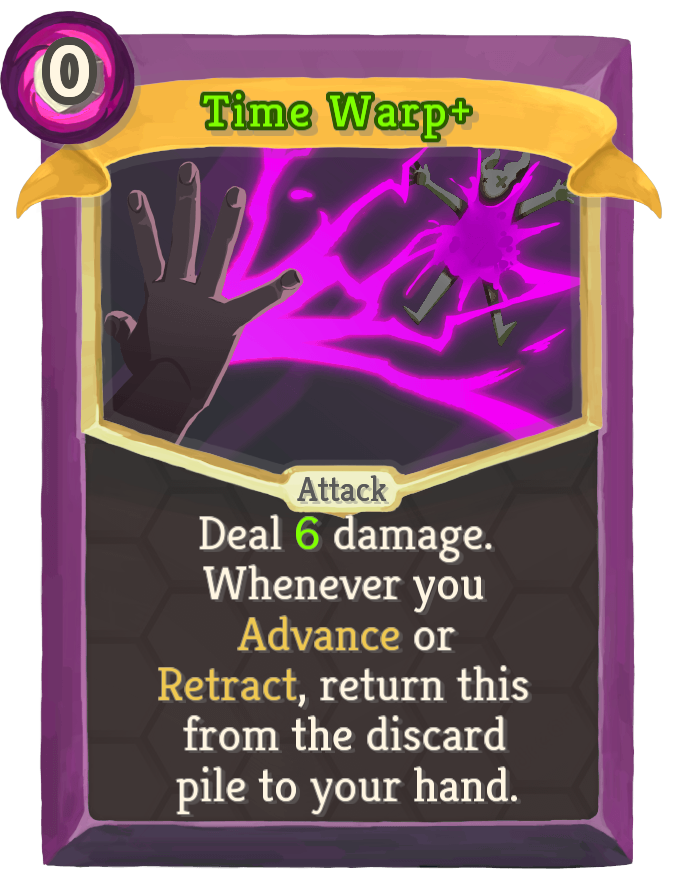 0
Time Warp+
Attack
Deal 6 damage.
Whenever you
Advance or
Retract, return this
from the discard
pile to your hand.